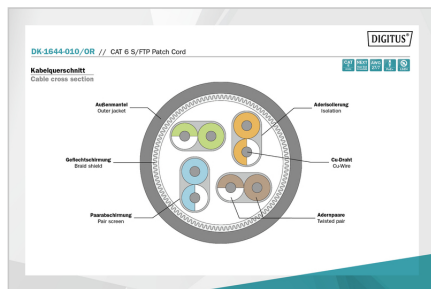 DIGITUS®
DK-1644-010/OR // CAT 6 S/FTP Patch Cord
Kabelquerschnitt
Cable cross section
Außenmantel
Outer jacket
Aderisolierung
Isolation
Geflechtschirmung
Braid shield
Cu-Draht
Cu-Wire
Paarabschirmung
Pair screen
Adernpaare
Twisted pair